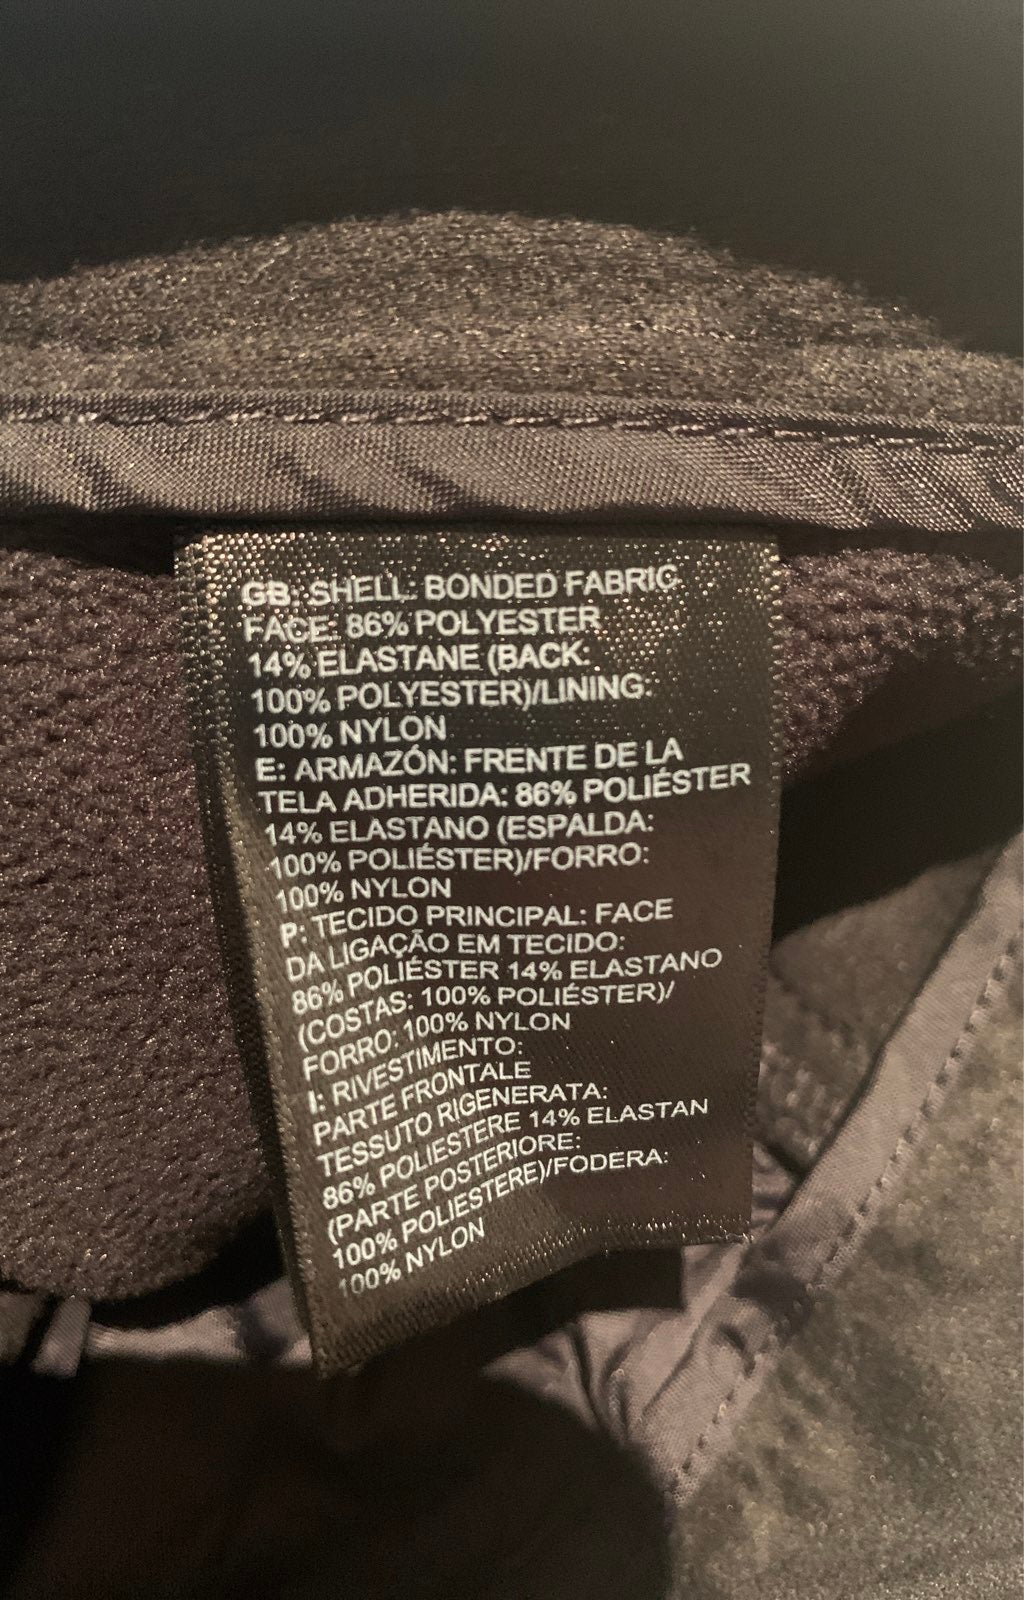 GB: SHELL: BONDED FABRIC
FACE: 86% POLYESTER
14% ELASTANE (BACK:
100% POLYESTER)/LINING:
100% NYLON
E: ARMAZÓN: FRENTE DE LA
TELA ADHERIDA: 86% POLIÉSTER
14% ELASTANO (ESPALDA:
100% POLIÉSTER)/FORRO:
100% NYLON
P: TECIDO PRINCIPAL: FACE
DA LIGAÇÃO EM TECIDO:
86% POLIÉSTER 14% ELASTANO
(COSTAS: 100% POLIÉSTER)/
FORRO: 100% NYLON
I: RIVESTIMENTO:
PARTE FRONTALE
TESSUTO RIGENERATA:
86% POLIESTERE 14% ELASTAN
(PARTE POSTERIORE:
100% POLIESTERE)/FODERA:
100% NYLON